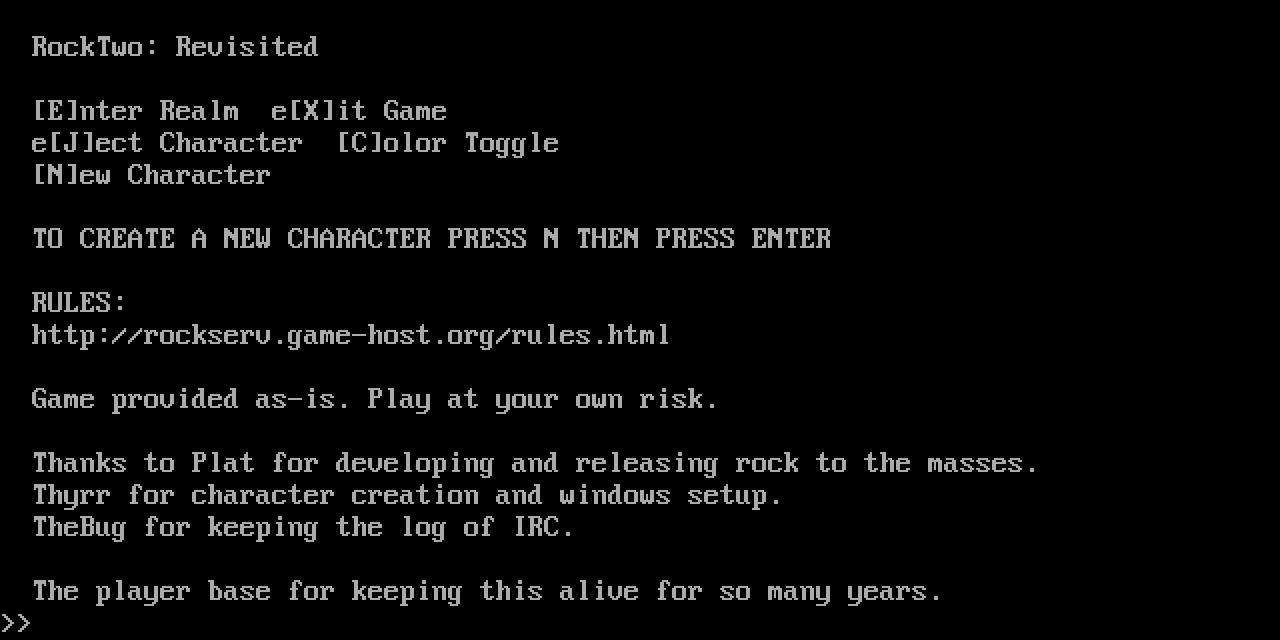 RockTwo: Revisited
[E]nter Realm  e[X]it Game
e[J]ect Character  [C]olor Toggle
[N]ew Character
TO CREATE A NEW CHARACTER PRESS N THEN PRESS ENTER
RULES:
http://rockserv.game-host.org/rules.html
Game provided as-is. Play at your own risk.
Thanks to Plat for developing and releasing rock to the masses.
Thyrr for character creation and windows setup.
TheBug for keeping the log of IRC.
The player base for keeping this alive for so many years.
>>